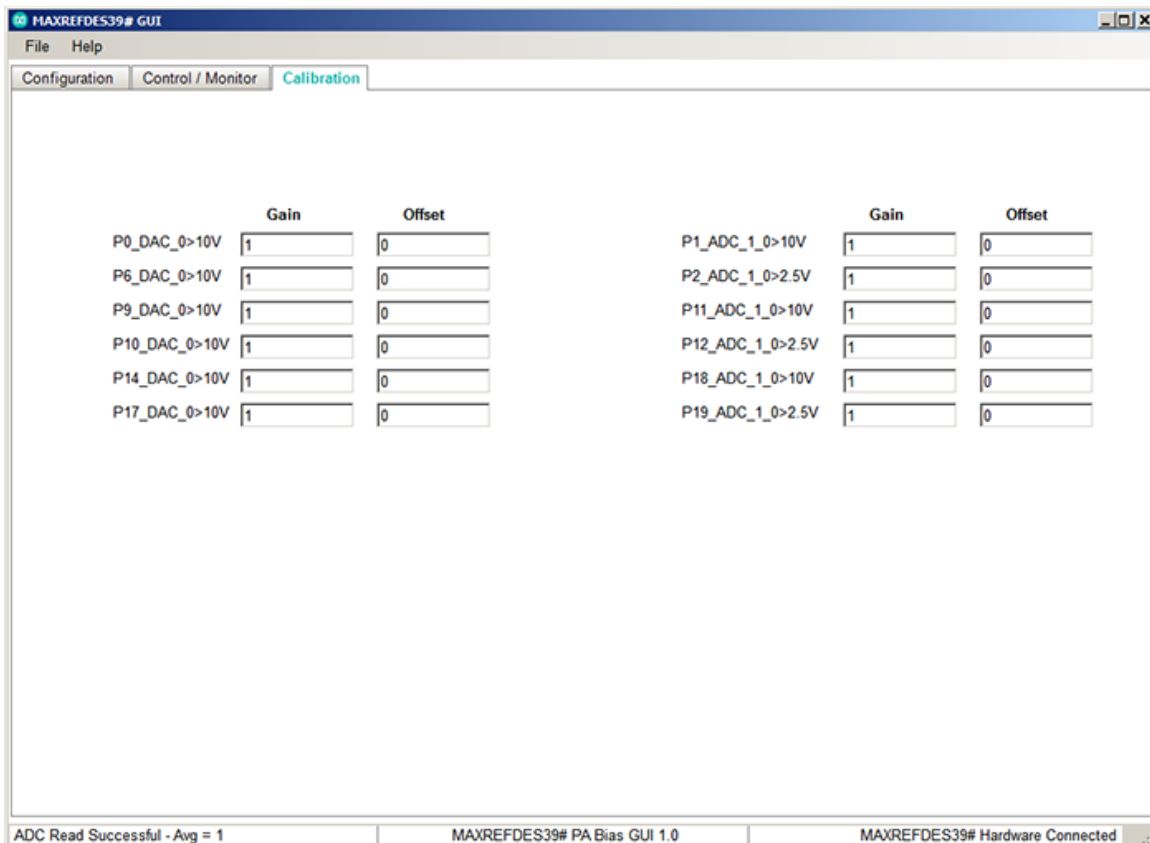 MAXREFDES39# GUI
File Help
Configuration Control / Monitor Calibration
Gain Offset Gain Offset
P0_DAC_0>10V 1 0 P1_ADC_1_0>10V 1 0
P6_DAC_0>10V 1 0 P2_ADC_1_0>2.5V 1 0
P9_DAC_0>10V 1 0 P11_ADC_1_0>10V 1 0
P10_DAC_0>10V 1 0 P12_ADC_1_0>2.5V 1 0
P14_DAC_0>10V 1 0 P18_ADC_1_0>10V 1 0
P17_DAC_0>10V 1 0 P19_ADC_1_0>2.5V 1 0
ADC Read Successful - Avg = 1 MAXREFDES39# PA Bias GUI 1.0 MAXREFDES39# Hardware Connected